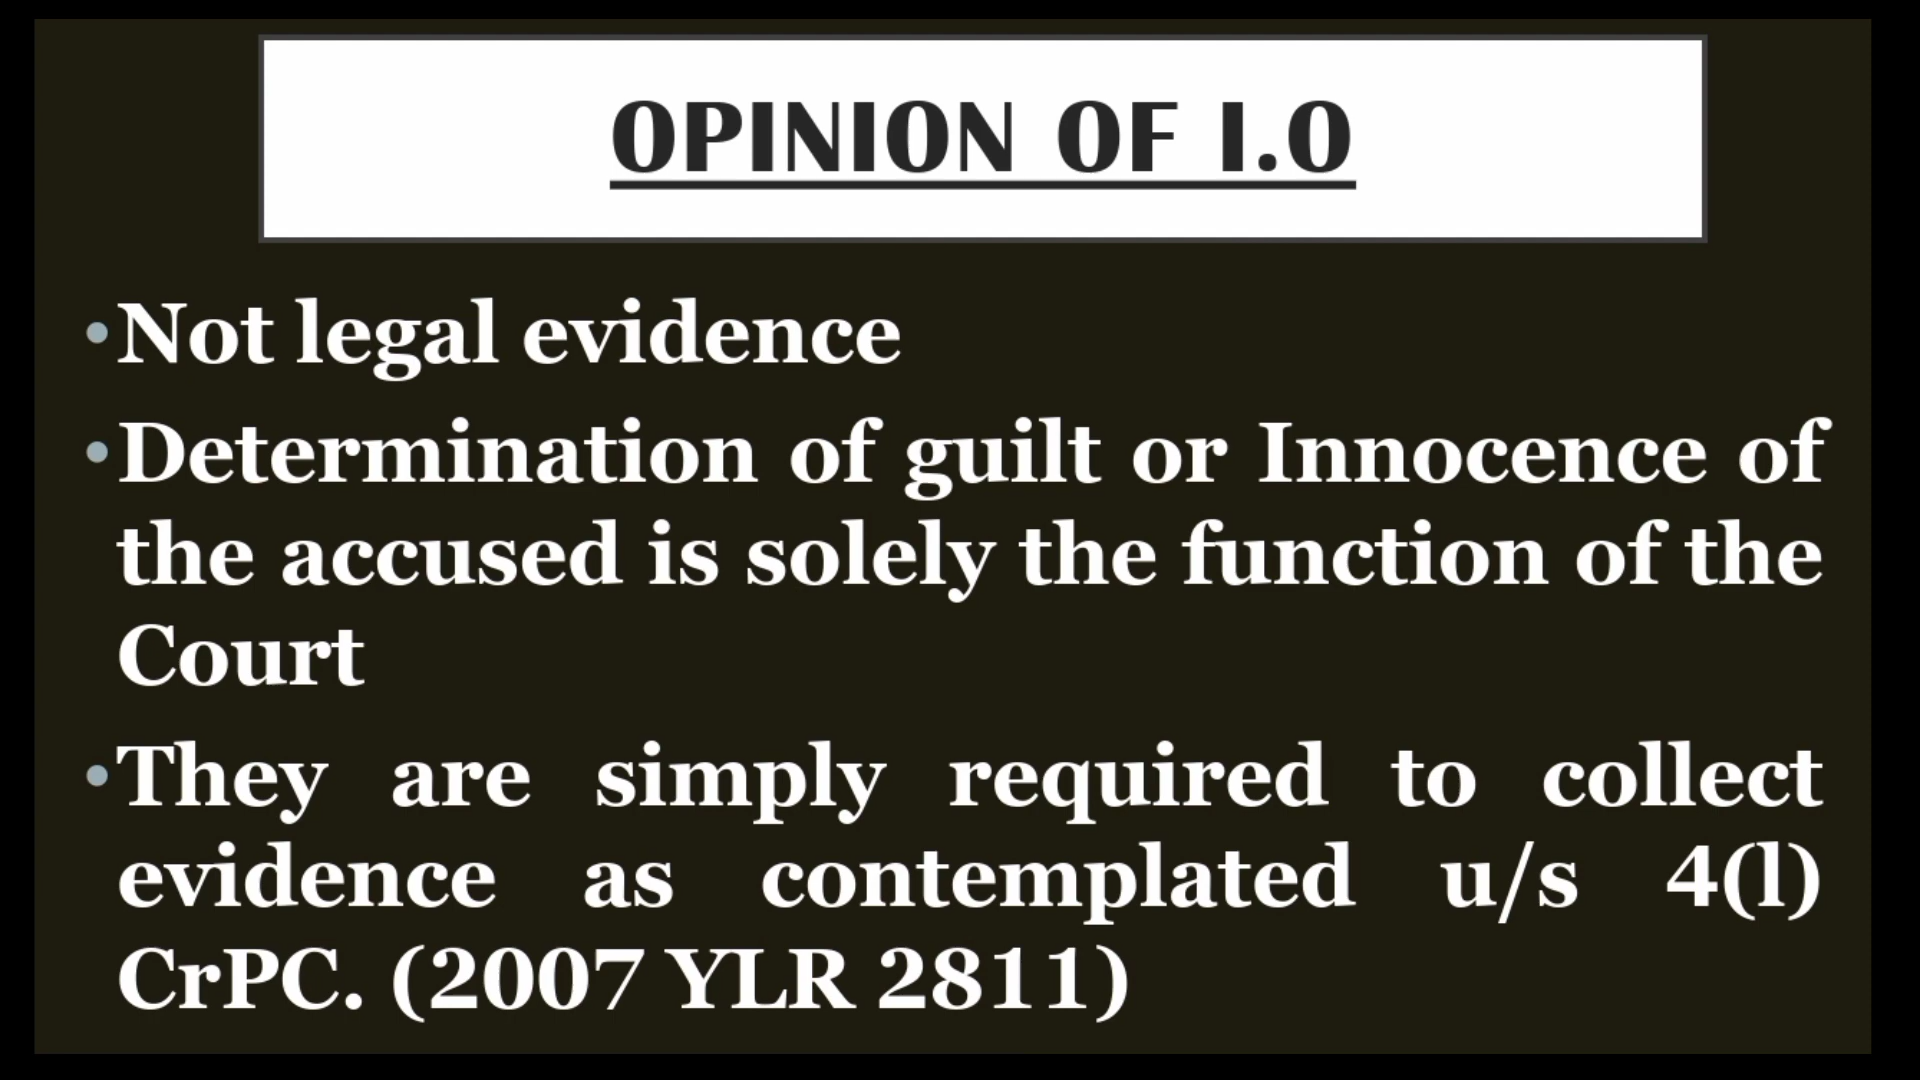 OPINION OF I.O
•Not legal evidence
•Determination of guilt or Innocence of
the accused is solely the function of the
Court
•They are simply required to collect
evidence as contemplated u/s 4(l)
CrPC. (2007 YLR 2811)